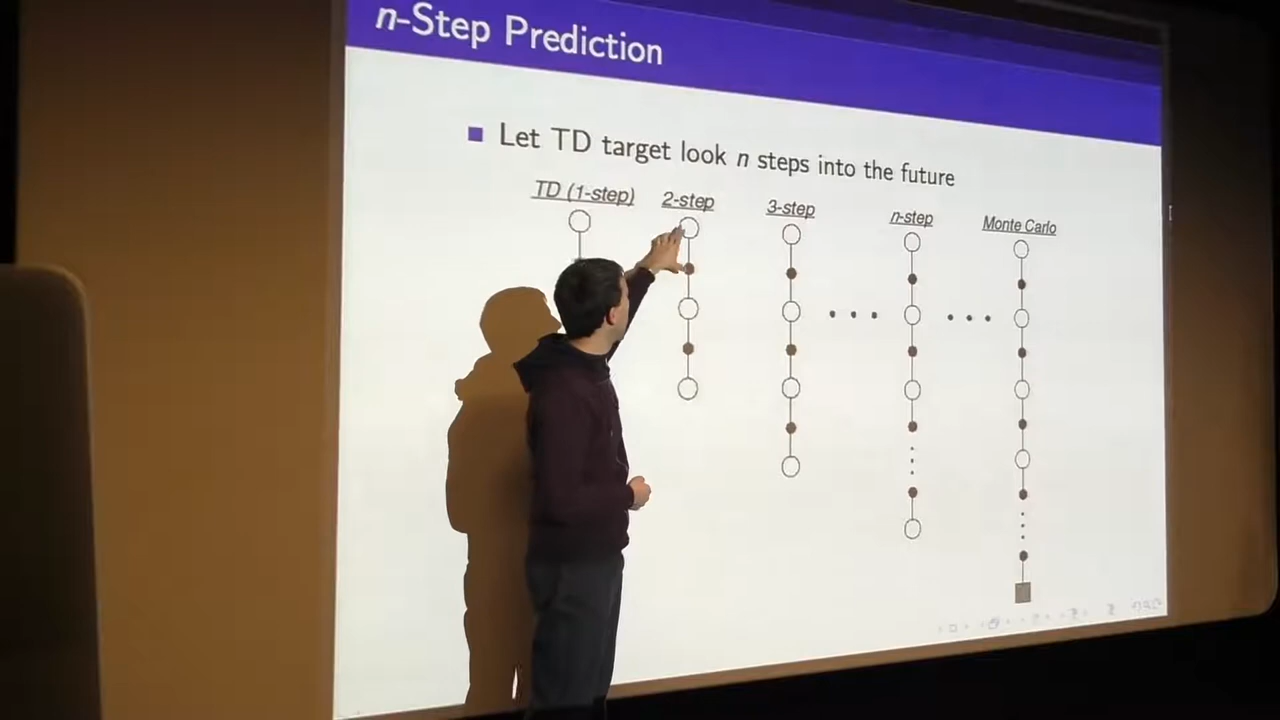 n-Step Prediction
Let TD target look n steps into the future
TD (1-step) 2-step 3-step n-step Monte Carlo